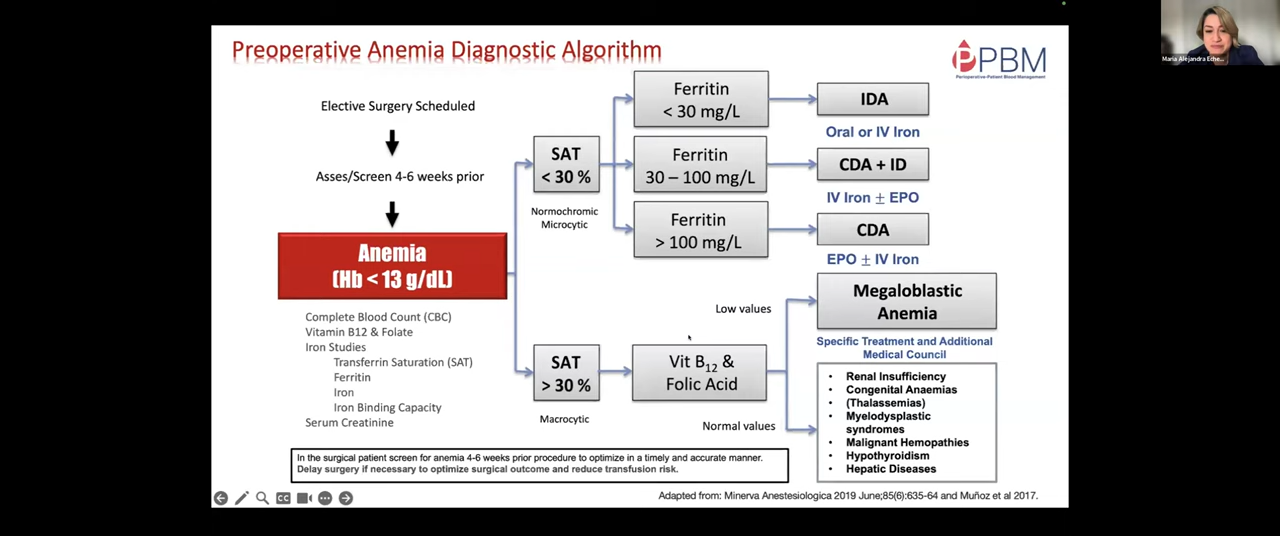 Preoperative Anemia Diagnostic Algorithm
PBM
Perioperative-Patient Blood Management
Maria Alejandra Eche...
Elective Surgery Scheduled
Asses/Screen 4-6 weeks prior
Anemia
(Hb < 13 g/dL)
Complete Blood Count (CBC)
Vitamin B12 & Folate
Iron Studies
Transferrin Saturation (SAT)
Ferritin
Iron
Iron Binding Capacity
Serum Creatinine
SAT
< 30 %
Normochromic
Microcytic
Ferritin
< 30 mg/L
IDA
Oral or IV Iron
Ferritin
30 – 100 mg/L
CDA + ID
IV Iron ± EPO
Ferritin
> 100 mg/L
CDA
EPO ± IV Iron
SAT
> 30 %
Macrocytic
Vit B12 &
Folic Acid
Low values
Megaloblastic
Anemia
Specific Treatment and Additional
Medical Council
Normal values
• Renal Insufficiency
• Congenital Anaemias
• (Thalassemias)
• Myelodysplastic
syndromes
• Malignant Hemopathies
• Hypothyroidism
• Hepatic Diseases
In the surgical patient screen for anemia 4-6 weeks prior procedure to optimize in a timely and accurate manner.
Delay surgery if necessary to optimize surgical outcome and reduce transfusion risk.
CC
Adapted from: Minerva Anestesiologica 2019 June;85(6):635-64 and Muñoz et al 2017.